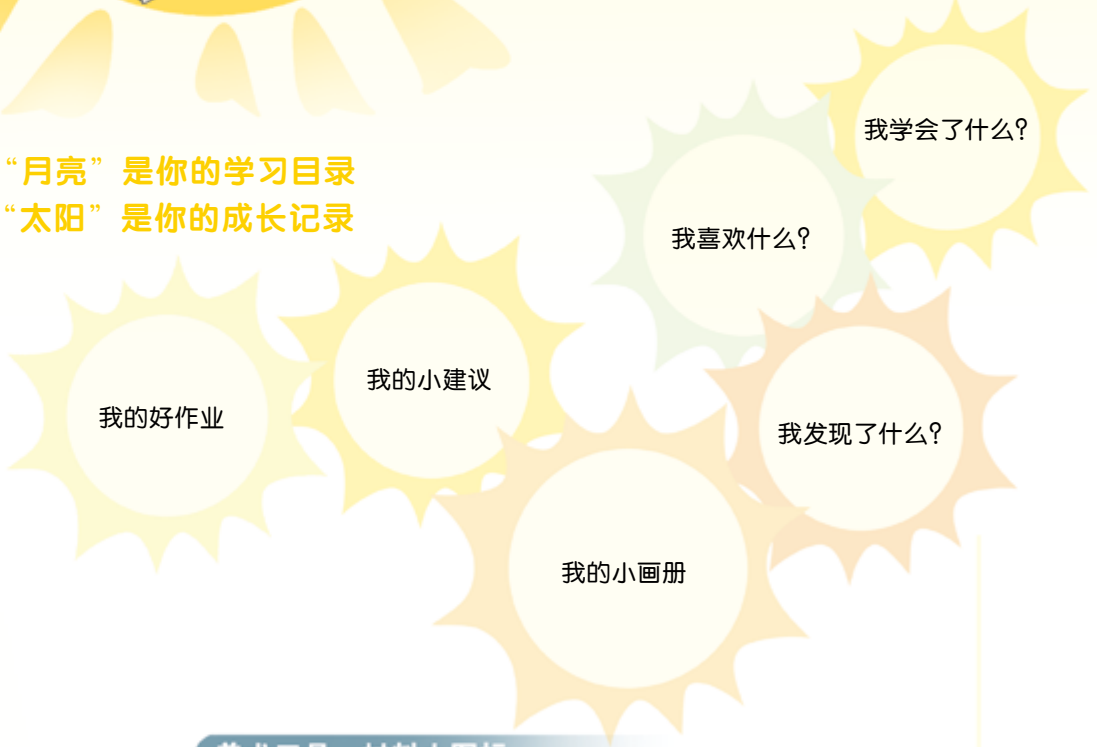 “月亮”是你的学习目录
“太阳”是你的成长记录
我学会了什么？
我喜欢什么？
我的小建议
我的好作业
我发现了什么？
我的小画册